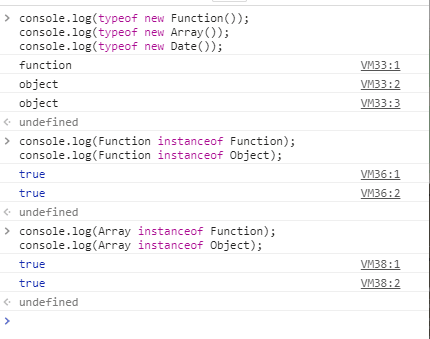 > console.log(typeof new Function());
console.log(typeof new Array());
console.log(typeof new Date());
function VM33:1
object VM33:2
object VM33:3
undefined
> console.log(Function instanceof Function);
console.log(Function instanceof Object);
true VM36:1
true VM36:2
undefined
> console.log(Array instanceof Function);
console.log(Array instanceof Object);
true VM38:1
true VM38:2
undefined
>